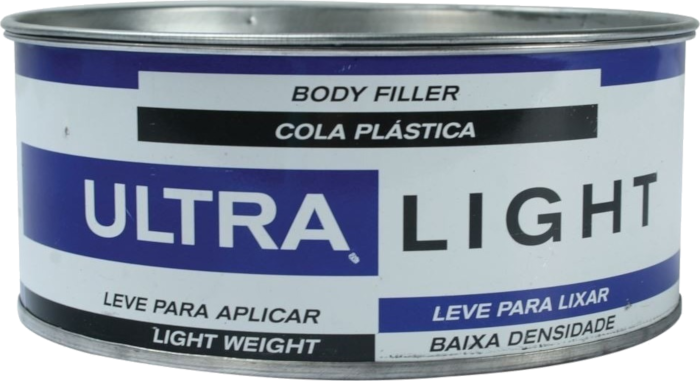 BODY FILLER
COLA PLÁSTICA
ULTRA LIGHT
LEVE PARA APLICAR
LIGHT WEIGHT
LEVE PARA LIXAR
BAIXA DENSIDADE